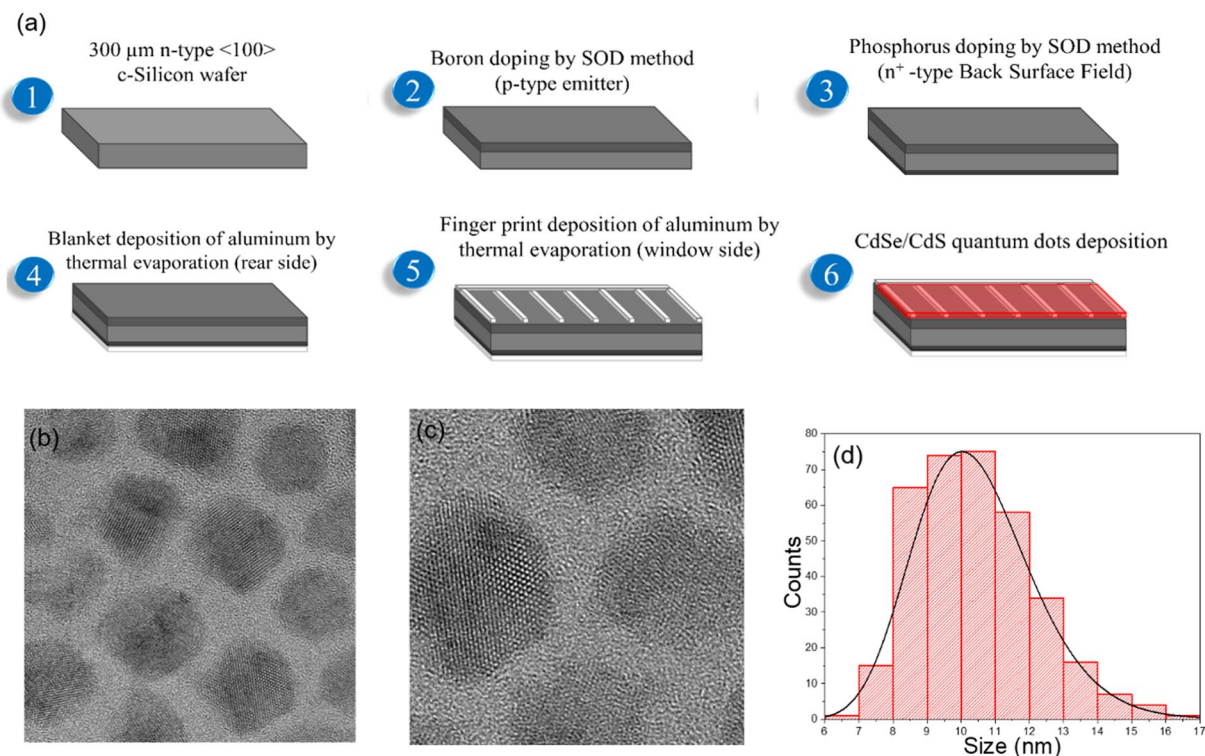 (a)
300 µm n-type <100>
c-Silicon wafer
1
Boron doping by SOD method
(p-type emitter)
2
Phosphorus doping by SOD method
(n⁺ -type Back Surface Field)
3
Blanket deposition of aluminum by
thermal evaporation (rear side)
4
Finger print deposition of aluminum by
thermal evaporation (window side)
5
CdSe/CdS quantum dots deposition
6
(b)
(c)
(d)
80
70
60
50
40
30
20
10
0
Counts
6 7 8 9 10 11 12 13 14 15 16 17
Size (nm)